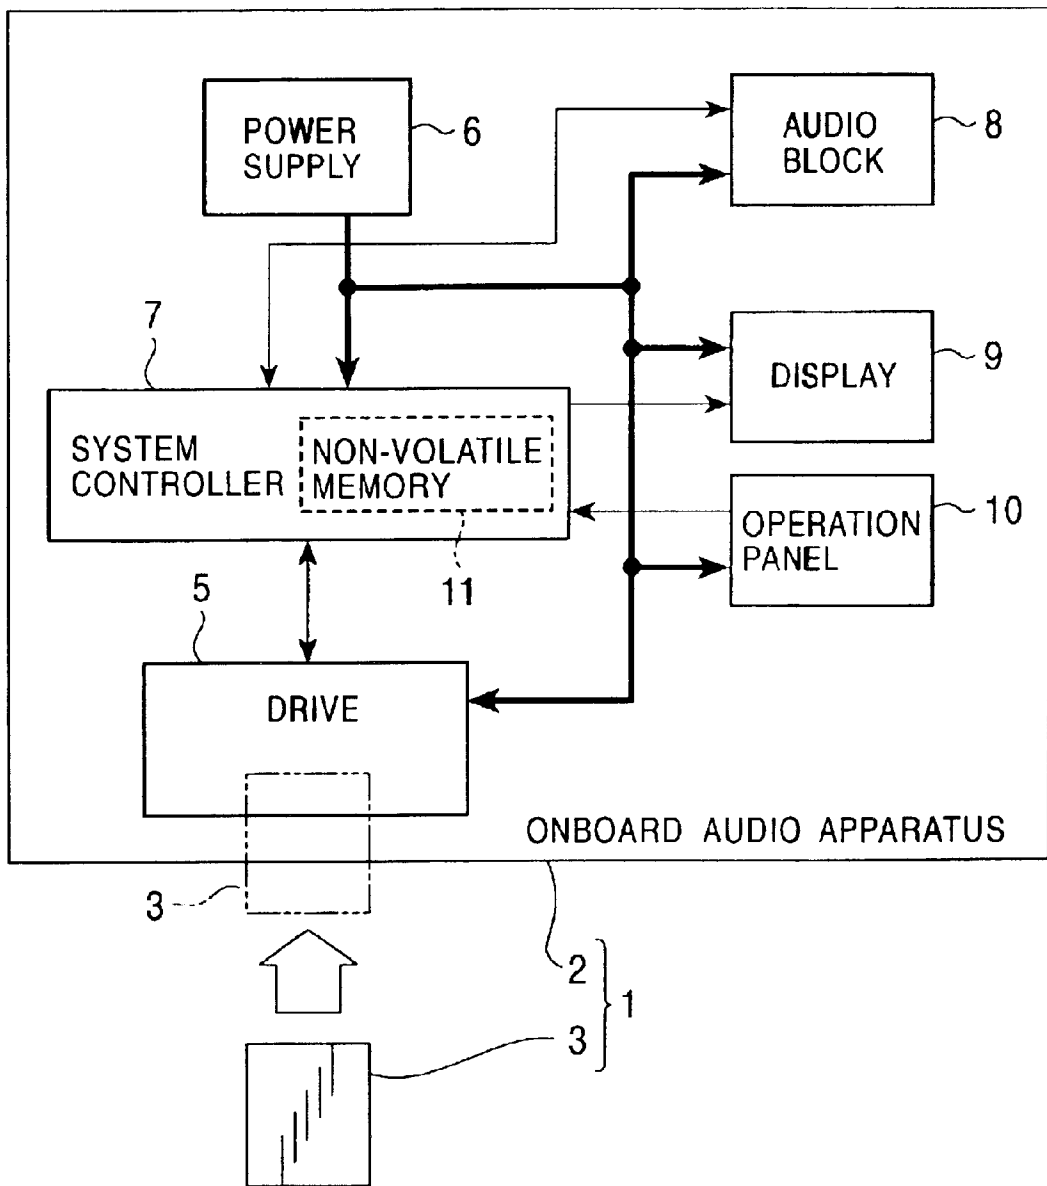 POWER
SUPPLY
6
AUDIO
BLOCK
8
7
SYSTEM
CONTROLLER
NON-VOLATILE
MEMORY
11
DISPLAY
9
OPERATION
PANEL
10
5
DRIVE
ONBOARD AUDIO APPARATUS
3
2
3
1